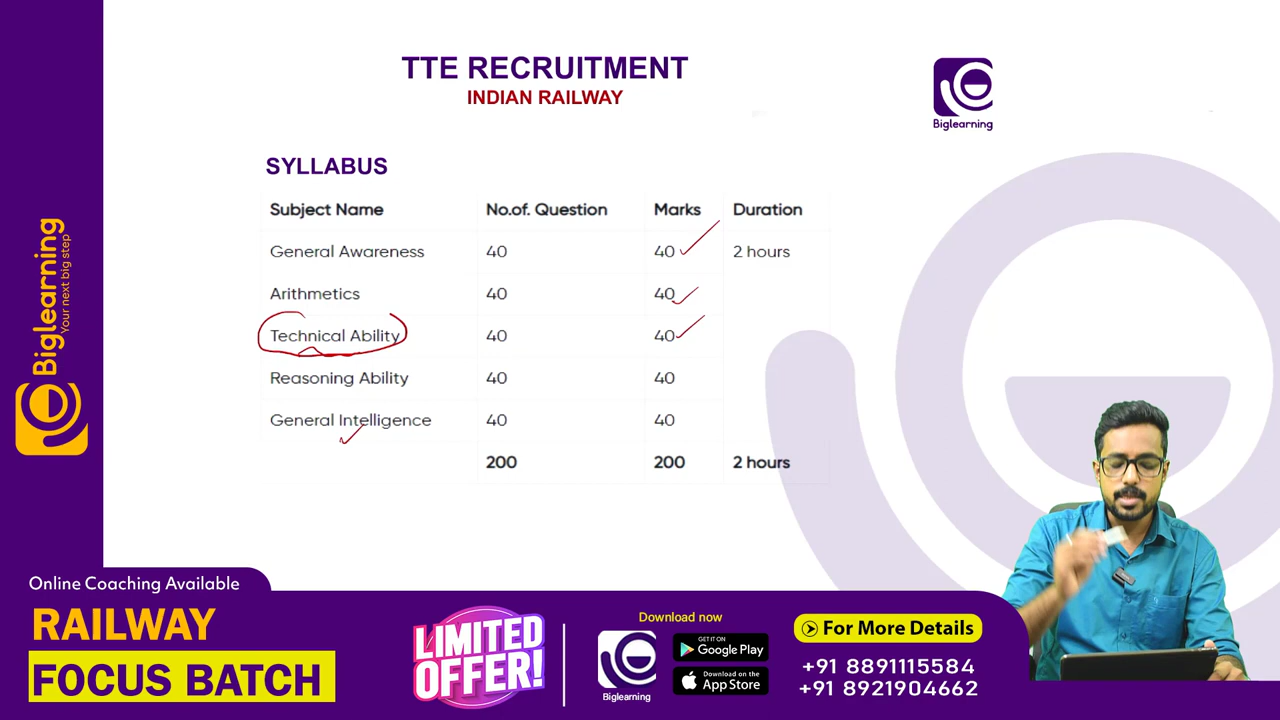 TTE RECRUITMENT
INDIAN RAILWAY
Biglearning
SYLLABUS
Subject Name No.of. Question Marks Duration
General Awareness 40 40 2 hours
Arithmetics 40 40
Technical Ability 40 40
Reasoning Ability 40 40
General Intelligence 40 40
200 200 2 hours
Biglearning
Your next big step
Online Coaching Available
RAILWAY
FOCUS BATCH
LIMITED
OFFER!
Download now
Biglearning
GET IT ON
Google Play
Download on the
App Store
For More Details
+91 8891115584
+91 8921904662